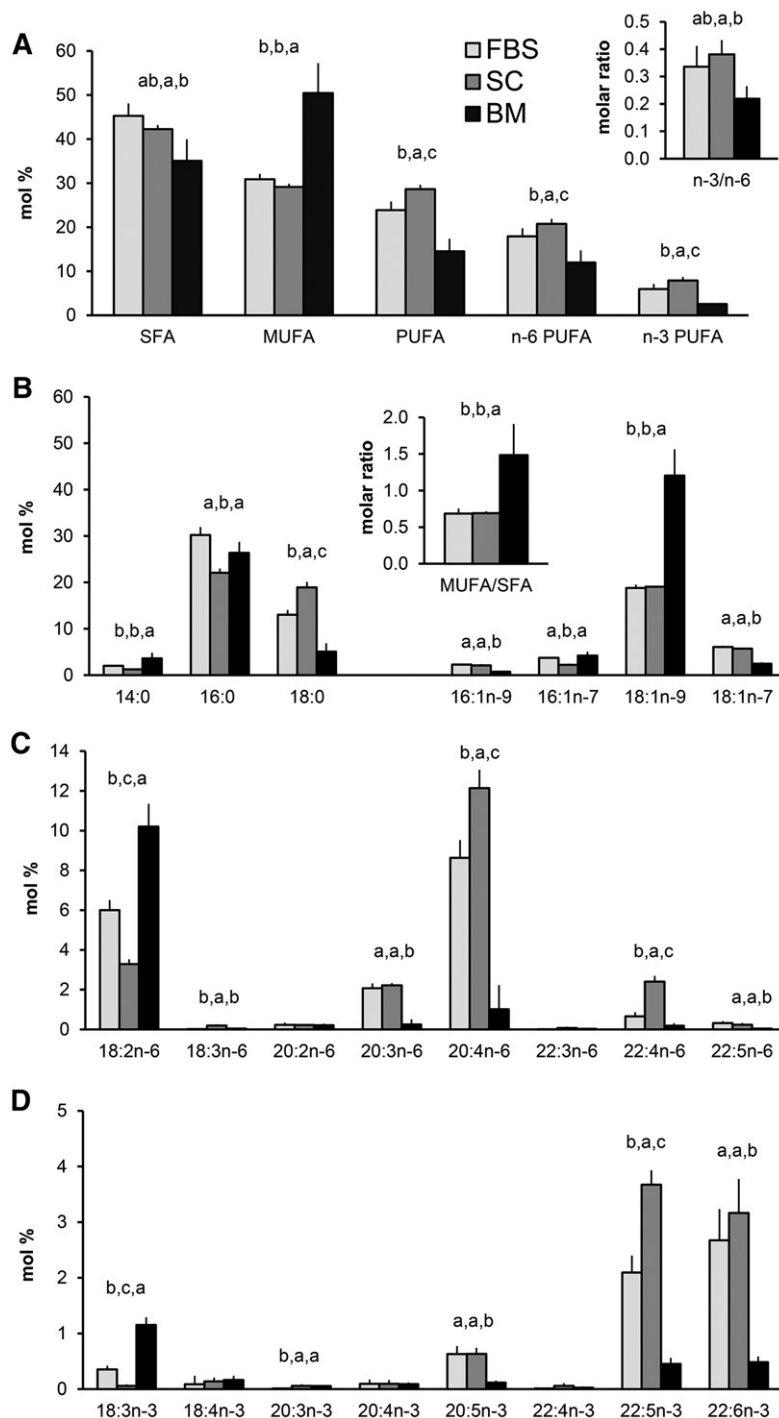 A
60
50
40
30
20
10
0
mol %
ab,a,b
b,b,a
b,a,c
b,a,c
b,a,c
SFA
MUFA
PUFA
n-6 PUFA
n-3 PUFA
FBS
SC
BM
ab,a,b
0.5
0.4
0.3
0.2
0.1
0.0
molar ratio
n-3/n-6
B
60
50
40
30
20
10
0
mol %
b,b,a
a,b,a
b,a,c
a,a,b
a,b,a
b,b,a
a,a,b
14:0
16:0
18:0
16:1n-9
16:1n-7
18:1n-9
18:1n-7
b,b,a
2.0
1.5
1.0
0.5
0.0
molar ratio
MUFA/SFA
C
14
12
10
8
6
4
2
0
mol %
b,c,a
b,a,b
a,a,b
b,a,c
b,a,c
a,a,b
18:2n-6
18:3n-6
20:2n-6
20:3n-6
20:4n-6
22:3n-6
22:4n-6
22:5n-6
D
5
4
3
2
1
0
mol %
b,c,a
b,a,a
a,a,b
b,a,c
a,a,b
18:3n-3
18:4n-3
20:3n-3
20:4n-3
20:5n-3
22:4n-3
22:5n-3
22:6n-3